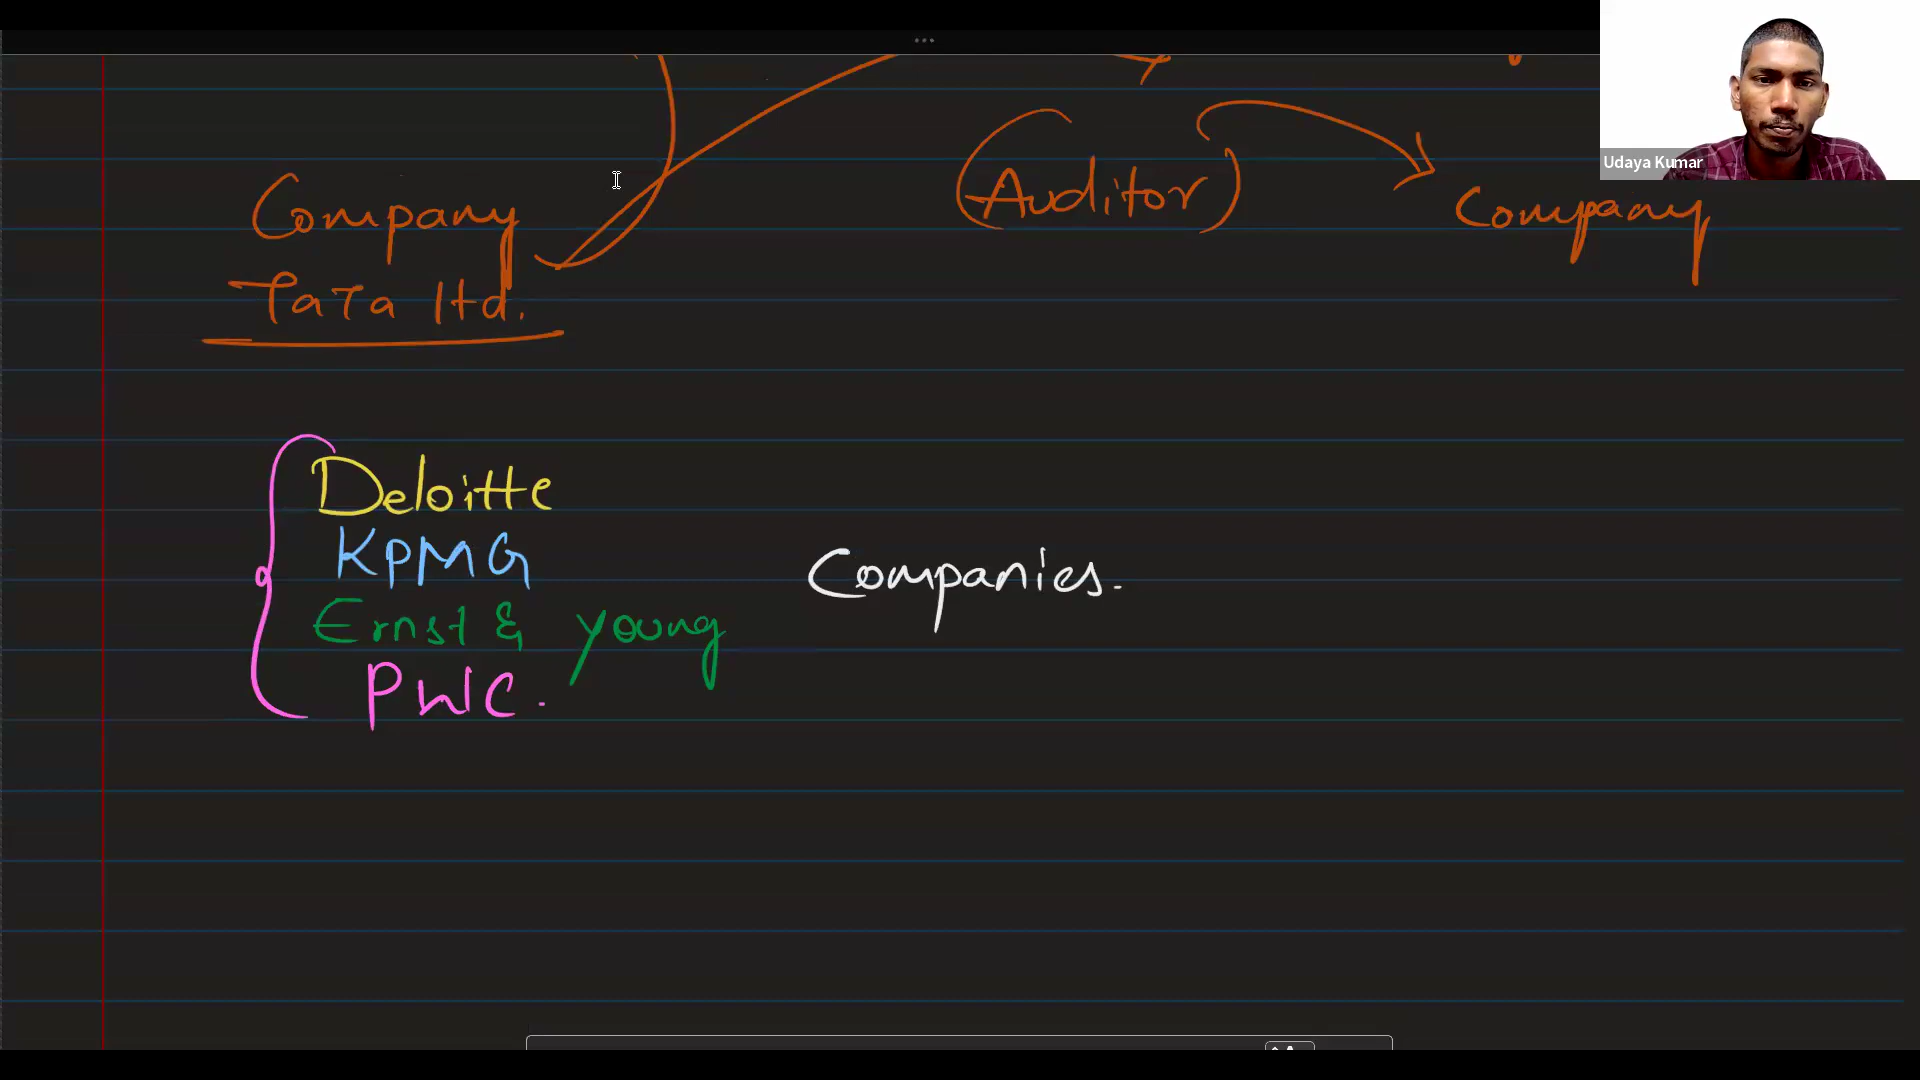 Udaya Kumar
Company
TaTa ltd.
(Auditor)
Company
Deloitte
KPMG
Ernst & young
PWC.
Companies.